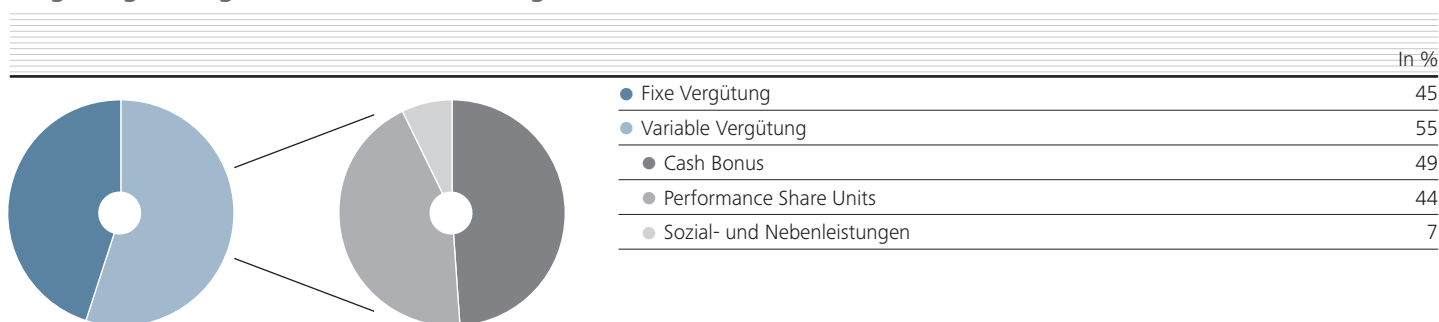 In %
Fixe Vergütung 45
Variable Vergütung 55
Cash Bonus 49
Performance Share Units 44
Sozial- und Nebenleistungen 7